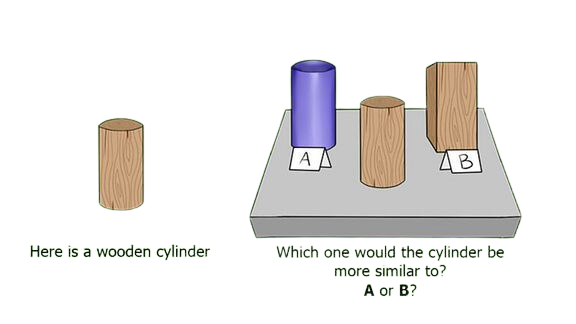 A
B
Here is a wooden cylinder
Which one would the cylinder be
more similar to?
A or B?